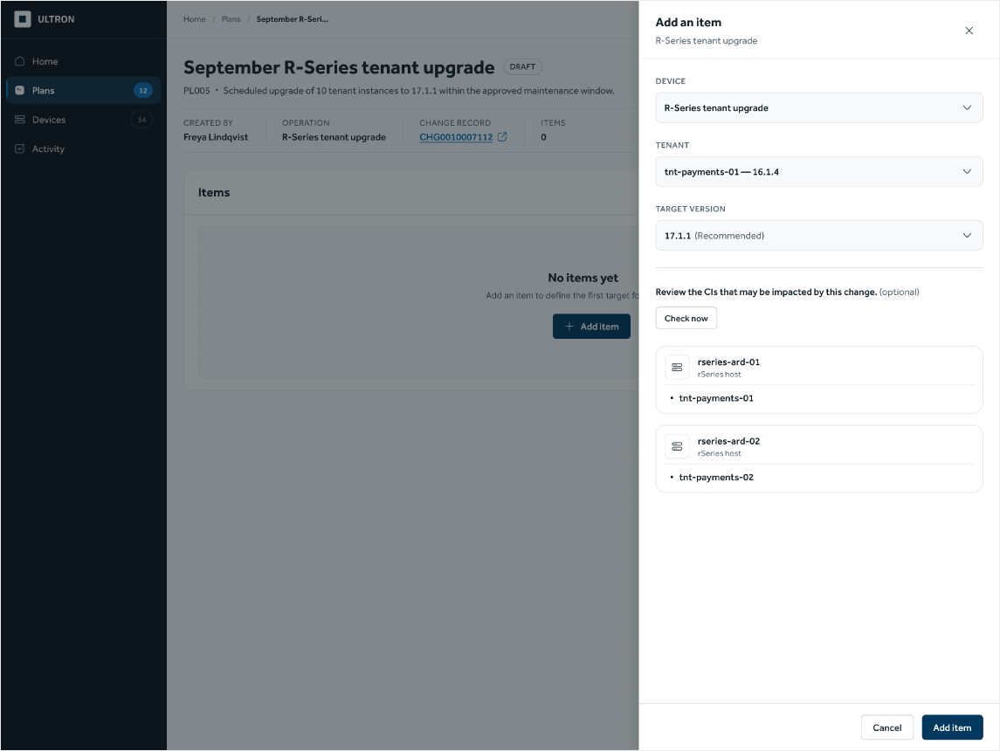 ULTRON
Home
Plans 12
Devices 34
Activity
Home / Plans / September R-Seri...
September R-Series tenant upgrade DRAFT
PL005 • Scheduled upgrade of 10 tenant instances to 17.1.1 within the approved maintenance window.
CREATED BY OPERATION CHANGE RECORD ITEMS
Freya Lindqvist R-Series tenant upgrade CHG0010007112 0
Items
No items yet
Add an item to define the first target fo
+ Add item
Add an item
R-Series tenant upgrade
DEVICE
R-Series tenant upgrade
TENANT
tnt-payments-01 — 16.1.4
TARGET VERSION
17.1.1 (Recommended)
Review the CIs that may be impacted by this change. (optional)
Check now
rseries-ard-01
rSeries host
• tnt-payments-01
rseries-ard-02
rSeries host
• tnt-payments-02
Cancel Add item